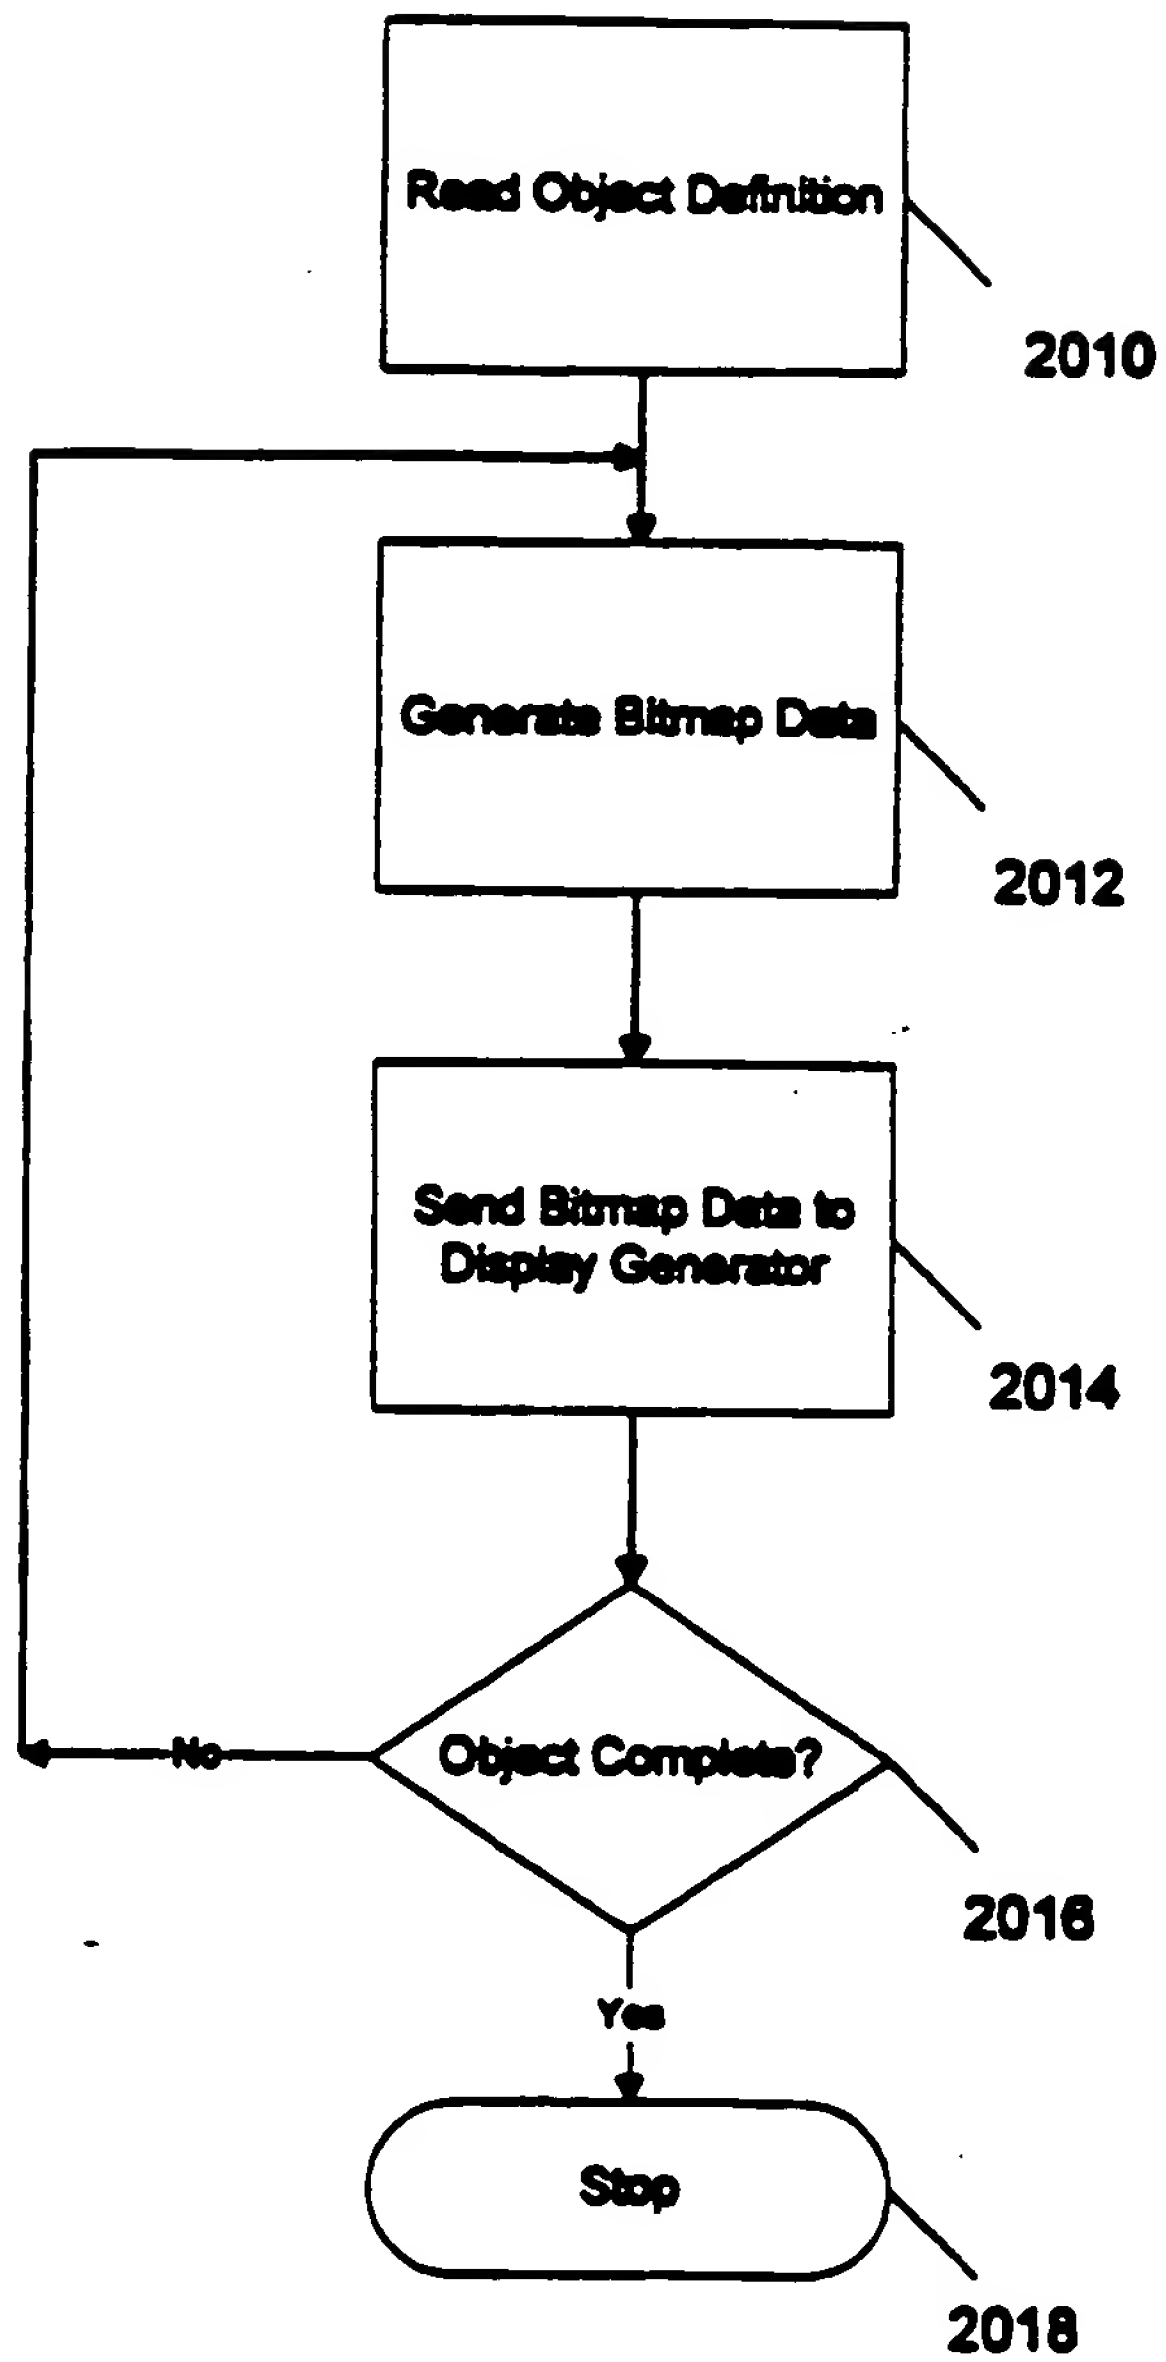 Read Object Definition
2010
Generate Bitmap Data
2012
Send Bitmap Data to
Display Generator
2014
Object Complete?
No
2016
Yes
Stop
2018